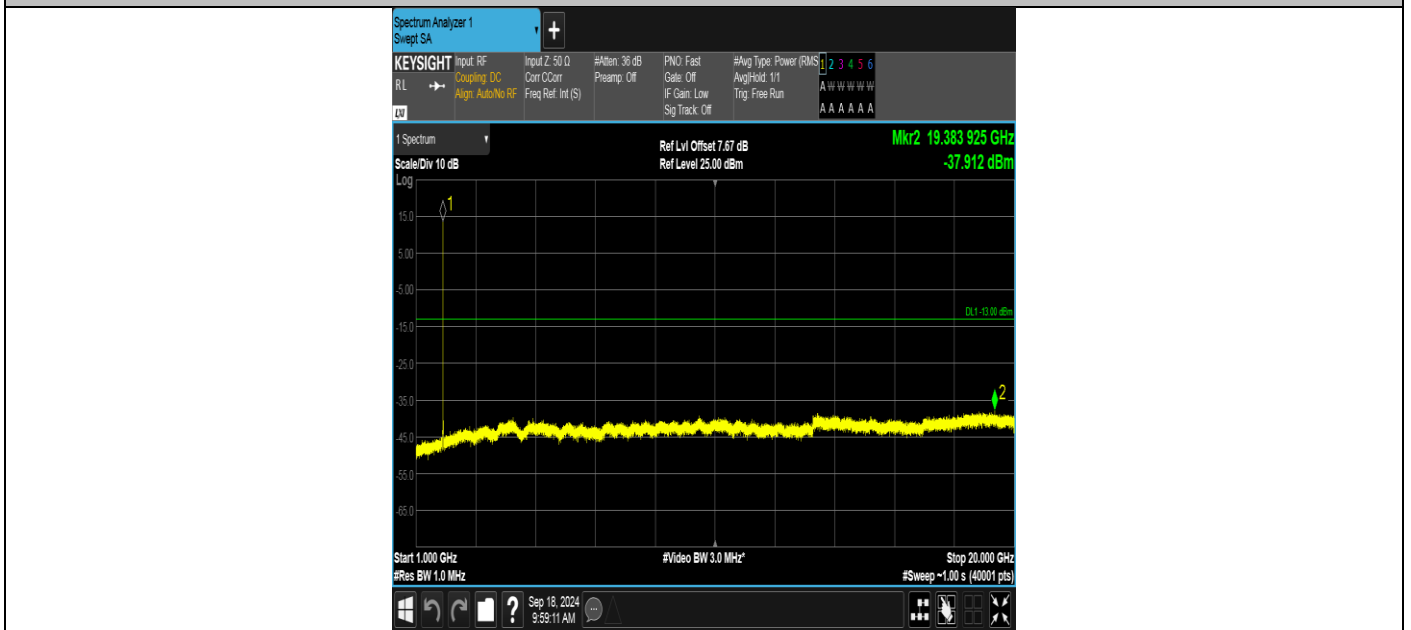 Spectrum Analyzer 1
Swept SA
+
KEYSIGHT
RL
LXI
Input: RF
Coupling: DC
Align: Auto/No RF
Input Z: 50 Ω
Corr CCorr
Freq Ref: Int (S)
#Atten: 36 dB
Preamp: Off
PNO: Fast
Gate: Off
IF Gain: Low
Sig Track: Off
#Avg Type: Power (RMS
Avg|Hold: 1/1
Trig: Free Run
1 2 3 4 5 6
A W W W W W
A A A A A A
1 Spectrum
Scale/Div 10 dB
Log
Ref Lvl Offset 7.67 dB
Ref Level 25.00 dBm
Mkr2 19.383 925 GHz
-37.912 dBm
1
15.0
5.00
-5.00
DL1 -13.00 dBm
-15.0
-25.0
2
-35.0
-45.0
-55.0
-65.0
Start 1.000 GHz
#Res BW 1.0 MHz
#Video BW 3.0 MHz*
Stop 20.000 GHz
#Sweep ~1.00 s (40001 pts)
?
Sep 18, 2024
9:59:11 AM